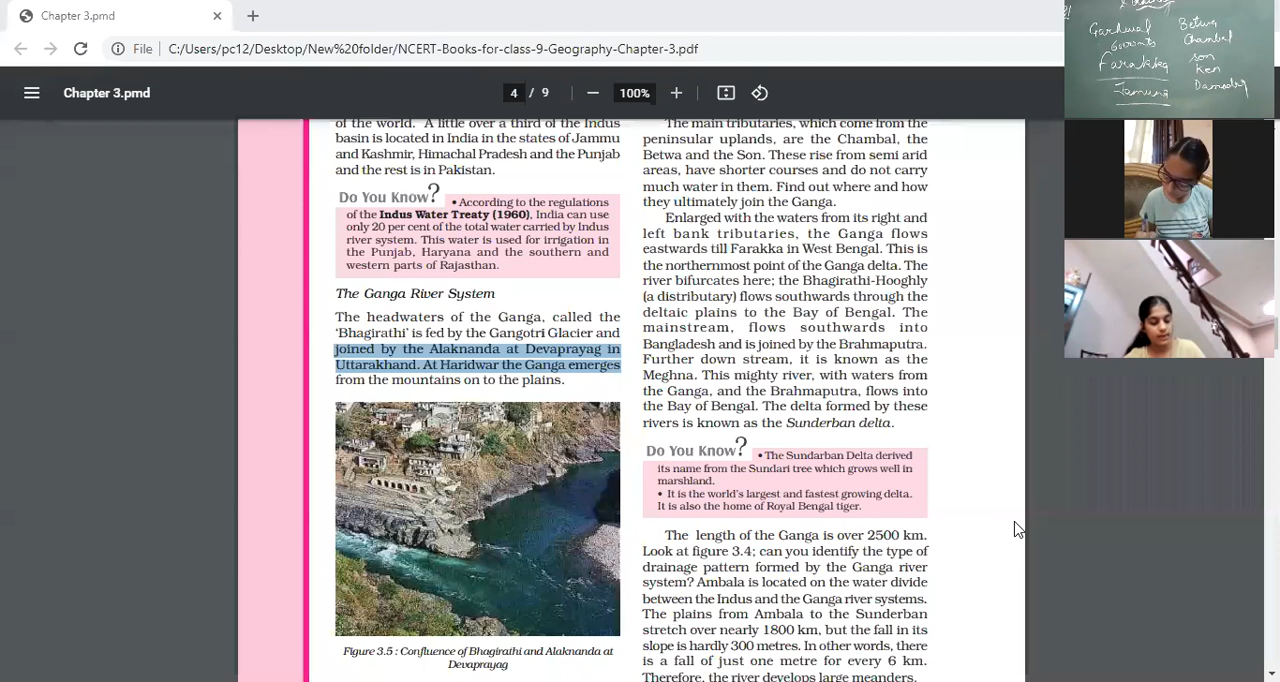 Chapter 3.pmd
File
C:/Users/pc12/Desktop/New%20folder/NCERT-Books-for-class-9-Geography-Chapter-3.pdf
Chapter 3.pmd
4 / 9
100%
of the world. A little over a third of the Indus
basin is located in India in the states of Jammu
and Kashmir, Himachal Pradesh and the Punjab
and the rest is in Pakistan.
Do You Know?
• According to the regulations
of the Indus Water Treaty (1960), India can use
only 20 per cent of the total water carried by Indus
river system. This water is used for irrigation in
the Punjab, Haryana and the southern and
western parts of Rajasthan.
The Ganga River System
The headwaters of the Ganga, called the
‘Bhagirathi’ is fed by the Gangotri Glacier and
joined by the Alaknanda at Devaprayag in
Uttarakhand. At Haridwar the Ganga emerges
from the mountains on to the plains.
Figure 3.5 : Confluence of Bhagirathi and Alaknanda at
Devaprayag
The main tributaries, which come from the
peninsular uplands, are the Chambal, the
Betwa and the Son. These rise from semi arid
areas, have shorter courses and do not carry
much water in them. Find out where and how
they ultimately join the Ganga.
Enlarged with the waters from its right and
left bank tributaries, the Ganga flows
eastwards till Farakka in West Bengal. This is
the northernmost point of the Ganga delta. The
river bifurcates here; the Bhagirathi-Hooghly
(a distributary) flows southwards through the
deltaic plains to the Bay of Bengal. The
mainstream, flows southwards into
Bangladesh and is joined by the Brahmaputra.
Further down stream, it is known as the
Meghna. This mighty river, with waters from
the Ganga, and the Brahmaputra, flows into
the Bay of Bengal. The delta formed by these
rivers is known as the Sunderban delta.
Do You Know?
• The Sundarban Delta derived
its name from the Sundari tree which grows well in
marshland.
• It is the world’s largest and fastest growing delta.
It is also the home of Royal Bengal tiger.
The length of the Ganga is over 2500 km.
Look at figure 3.4; can you identify the type of
drainage pattern formed by the Ganga river
system? Ambala is located on the water divide
between the Indus and the Ganga river systems.
The plains from Ambala to the Sunderban
stretch over nearly 1800 km, but the fall in its
slope is hardly 300 metres. In other words, there
is a fall of just one metre for every 6 km.
Therefore, the river develops large meanders.
Garhwal
Farakka
Jamuna
Betwa
Chambal
son
Ken
Damodar